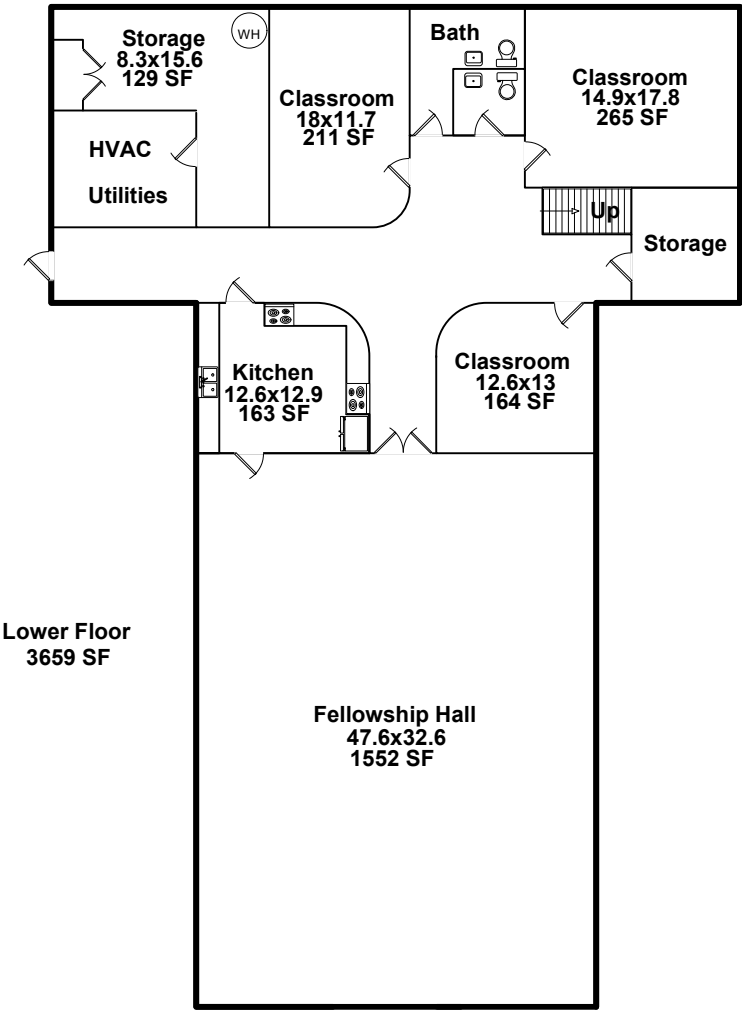 Storage
8.3x15.6
129 SF
WH
Bath
Classroom
18x11.7
211 SF
Classroom
14.9x17.8
265 SF
HVAC
Utilities
Up
Storage
Kitchen
12.6x12.9
163 SF
Classroom
12.6x13
164 SF
Lower Floor
3659 SF
Fellowship Hall
47.6x32.6
1552 SF